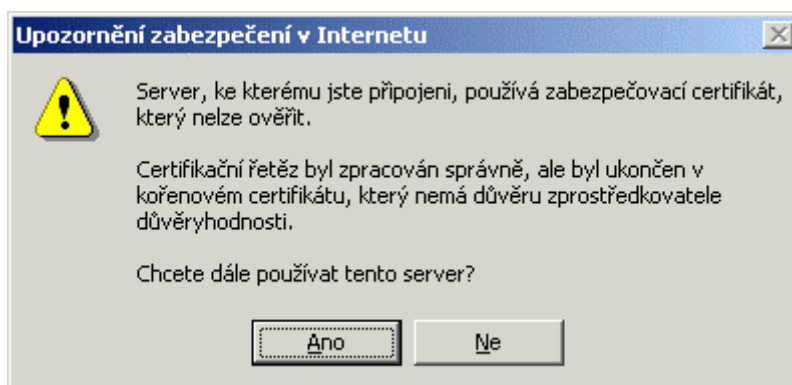 Upozornění zabezpečení v Internetu
Server, ke kterému jste připojeni, používá zabezpečovací certifikát,
který nelze ověřit.
Certifikační řetěz byl zpracován správně, ale byl ukončen v
kořenovém certifikátu, který nemá důvěru zprostředkovatele
důvěryhodnosti.
Chcete dále používat tento server?
Ano
Ne